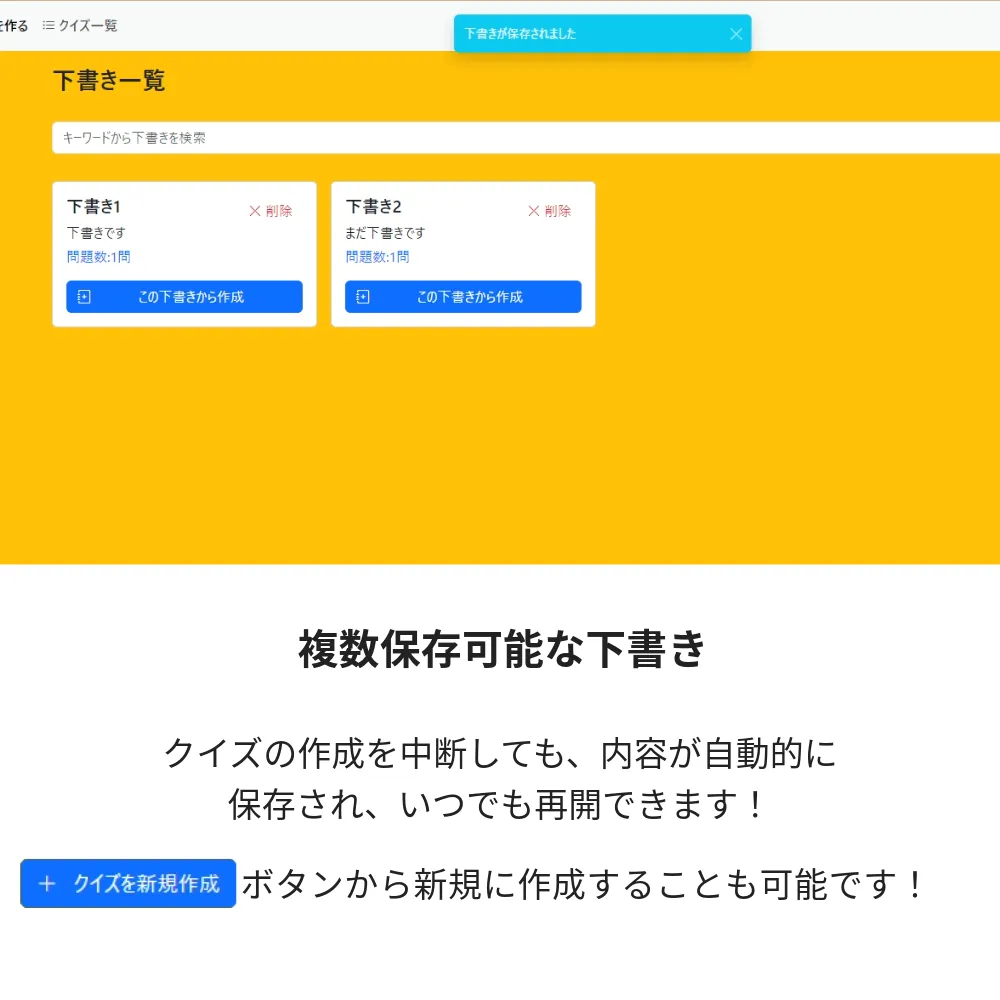 を作る クイズ一覧
下書きが保存されました
下書き一覧
キーワードから下書きを検索
下書き1
削除
下書きです
問題数:1問
この下書きから作成
下書き2
削除
まだ下書きです
問題数:1問
この下書きから作成
複数保存可能な下書き
クイズの作成を中断しても、内容が自動的に
保存され、いつでも再開できます！
+ クイズを新規作成 ボタンから新規に作成することも可能です！